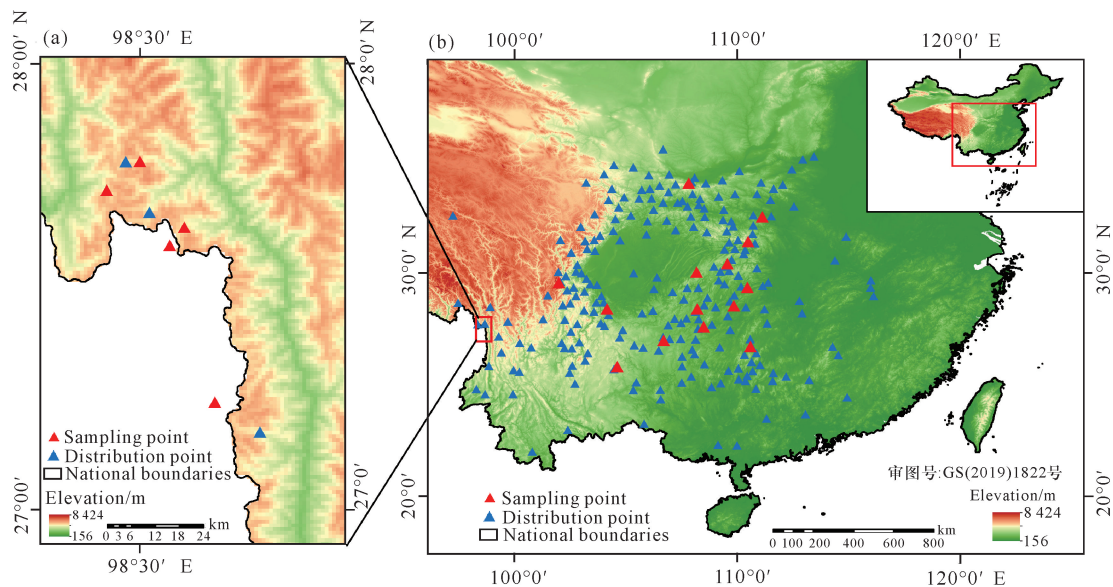 (a)
98°30′ E
28°00′ N
28°0′ N
27°00′ N
27°0′
98°30′ E
Sampling point
Distribution point
National boundaries
Elevation/m
8 424
156
km
0 3 6 12 18 24
(b)
100°0′
110°0′
120°0′ E
30°0′
30°0′ N
20°0′
20°0′
100°0′
110°0′
120°0′ E
Sampling point
Distribution point
National boundaries
审图号:GS(2019)1822号
Elevation/m
8 424
156
km
0 100 200 400 600 800